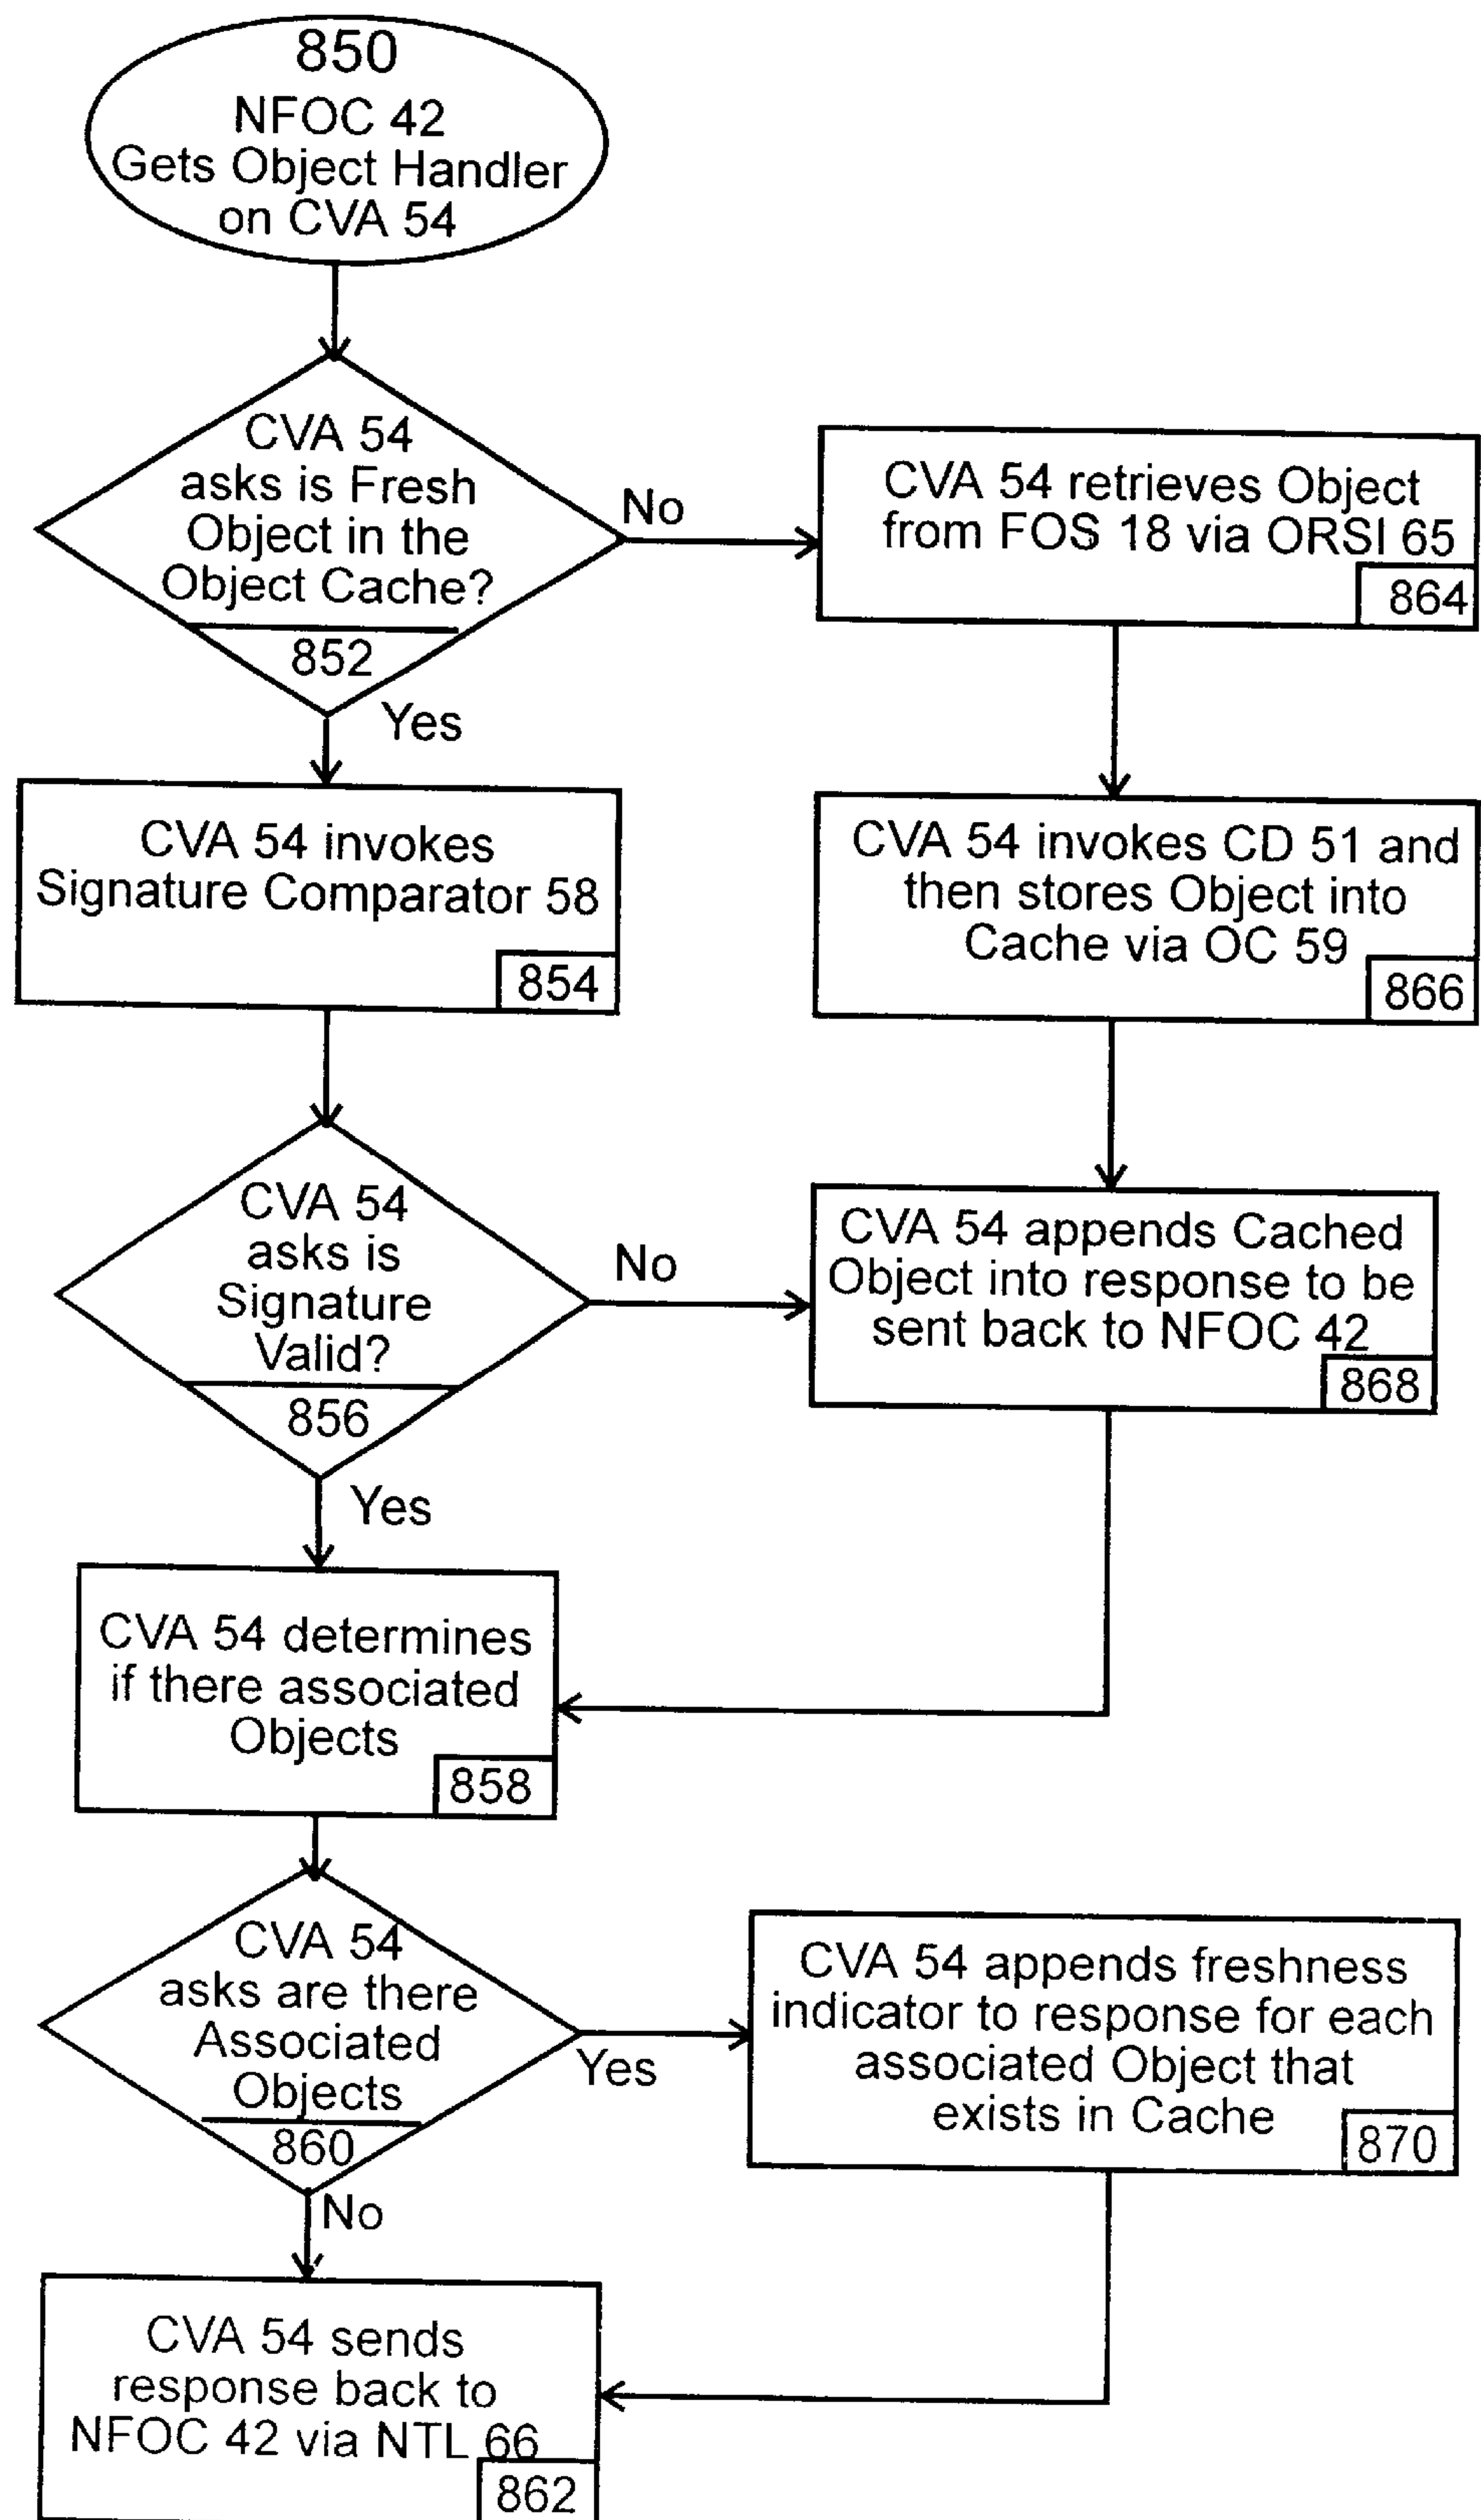 850
NFOC 42
Gets Object Handler
on CVA 54
CVA 54
asks is Fresh
Object in the
Object Cache?
852
No
Yes
CVA 54 retrieves Object
from FOS 18 via ORSI 65
864
CVA 54 invokes
Signature Comparator 58
854
CVA 54 invokes CD 51 and
then stores Object into
Cache via OC 59
866
CVA 54
asks is
Signature
Valid?
856
No
Yes
CVA 54 appends Cached
Object into response to be
sent back to NFOC 42
868
CVA 54 determines
if there associated
Objects
858
CVA 54
asks are there
Associated
Objects
860
Yes
No
CVA 54 appends freshness
indicator to response for each
associated Object that
exists in Cache
870
CVA 54 sends
response back to
NFOC 42 via NTL 66
862